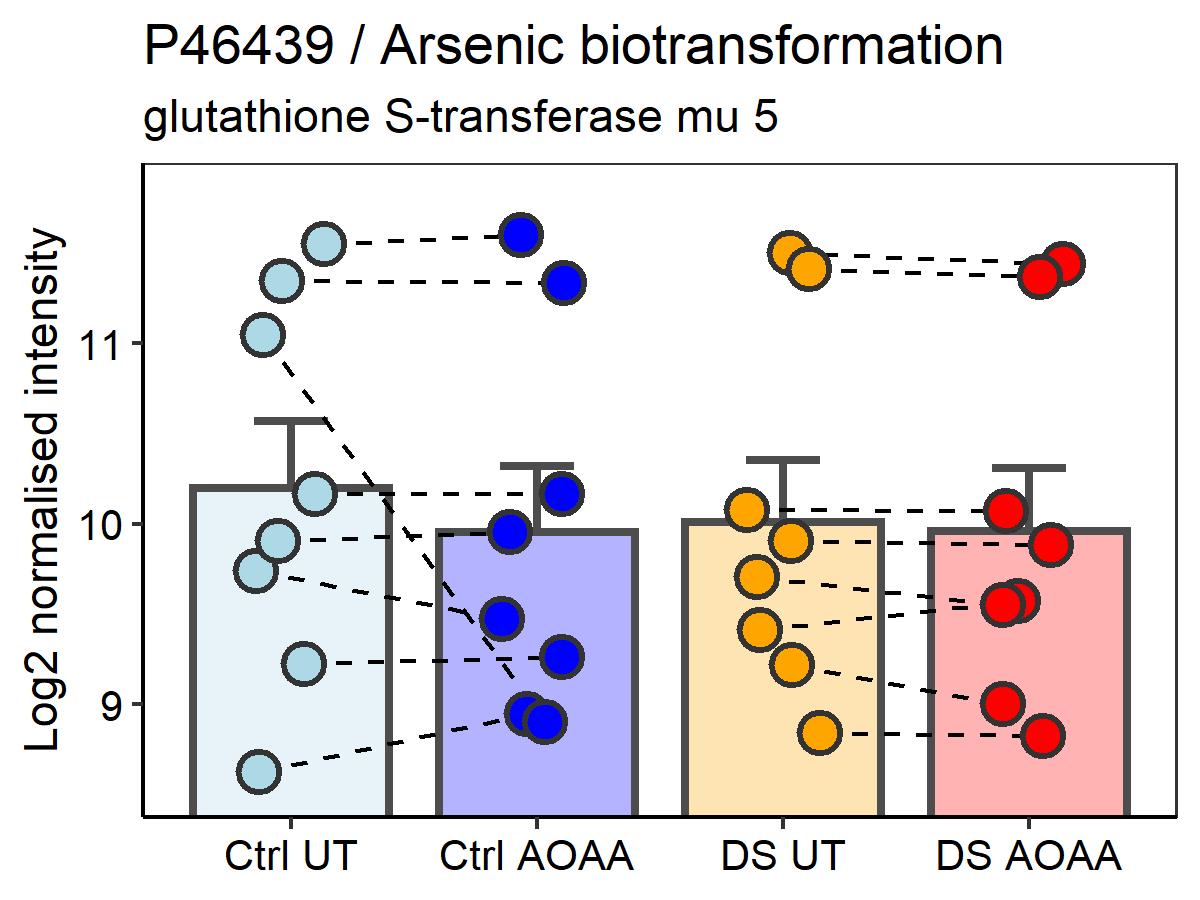 P46439 / Arsenic biotransformation
glutathione S-transferase mu 5
Log2 normalised intensity
11
10
9
Ctrl UT
Ctrl AOAA
DS UT
DS AOAA